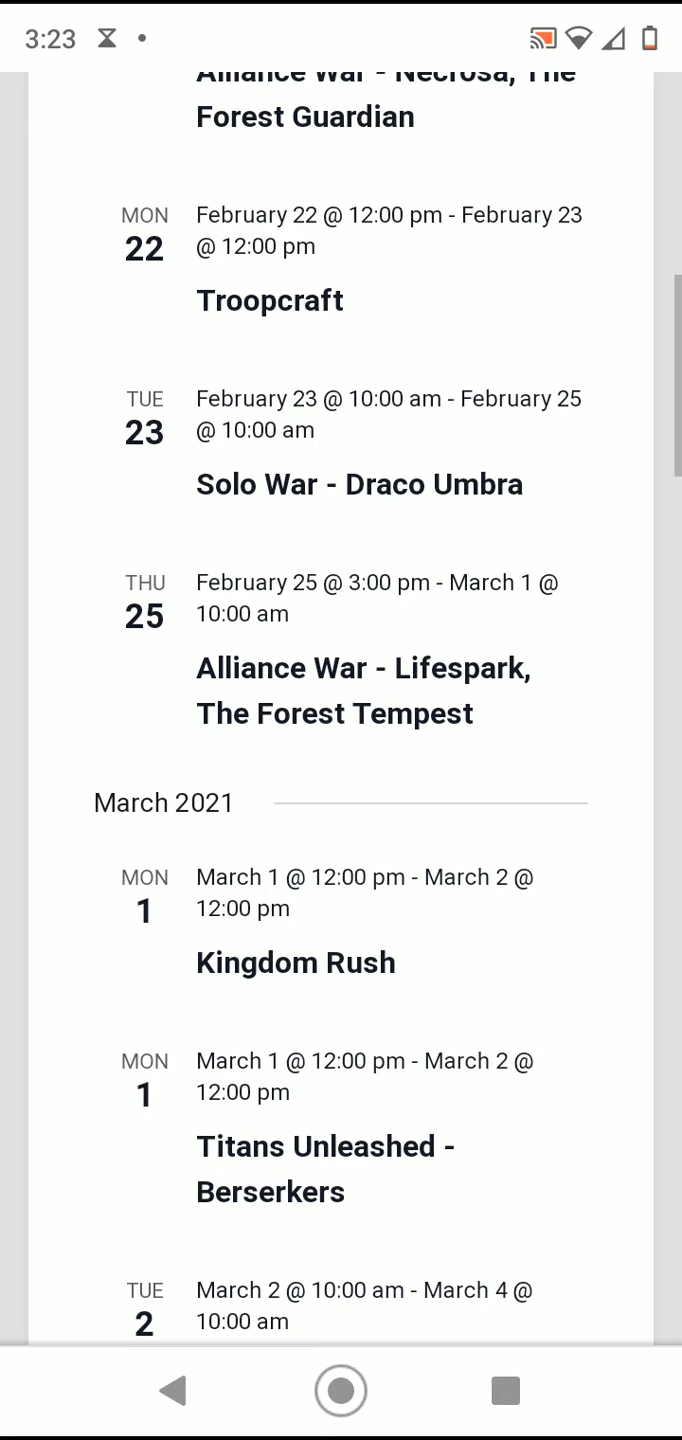 3:23
Alliance War - Necrosa, The
Forest Guardian
MON
22
February 22 @ 12:00 pm - February 23
@ 12:00 pm
Troopcraft
TUE
23
February 23 @ 10:00 am - February 25
@ 10:00 am
Solo War - Draco Umbra
THU
25
February 25 @ 3:00 pm - March 1 @
10:00 am
Alliance War - Lifespark,
The Forest Tempest
March 2021
MON
1
March 1 @ 12:00 pm - March 2 @
12:00 pm
Kingdom Rush
MON
1
March 1 @ 12:00 pm - March 2 @
12:00 pm
Titans Unleashed -
Berserkers
TUE
2
March 2 @ 10:00 am - March 4 @
10:00 am